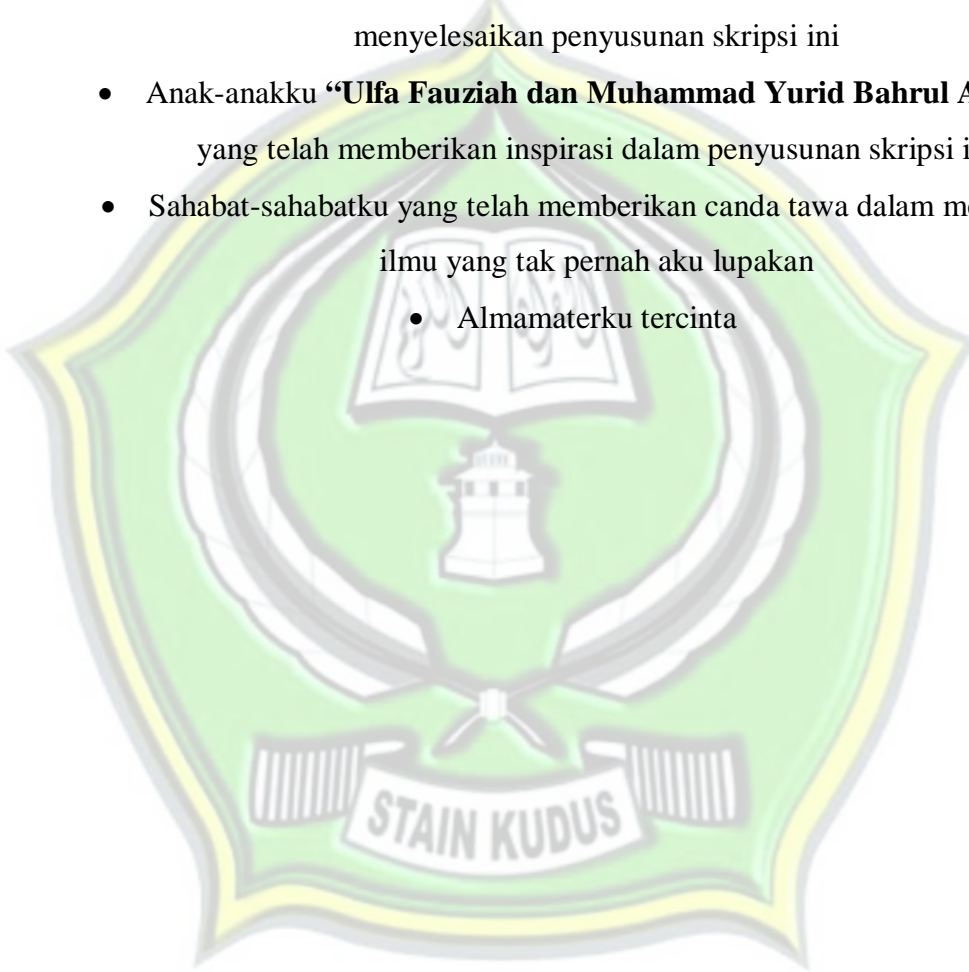 menyelesaikan penyusunan skripsi ini
• Anak-anakku “Ulfa Fauziah dan Muhammad Yurid Bahrul
yang telah memberikan inspirasi dalam penyusunan skripsi
• Sahabat-sahabatku yang telah memberikan canda tawa dalam
ilmu yang tak pernah aku lupakan
• Almamaterku tercinta
STAIN KUDUS